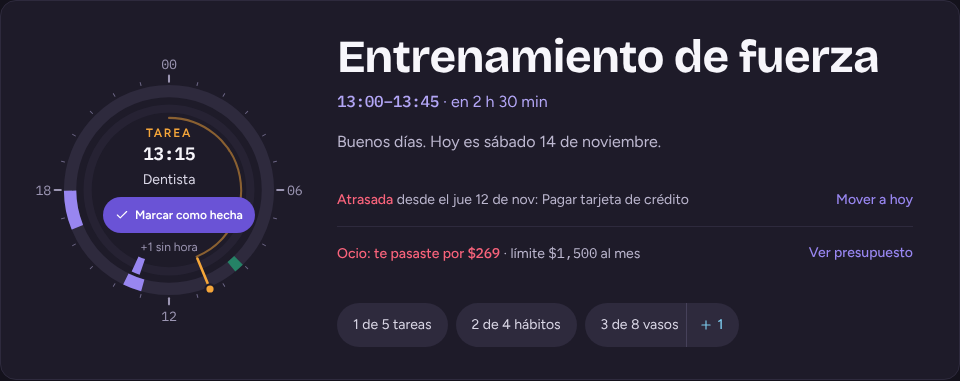 00
18
06
12
TAREA
13:15
Dentista
Marcar como hecha
+1 sin hora
Entrenamiento de fuerza
13:00–13:45 · en 2 h 30 min
Buenos días. Hoy es sábado 14 de noviembre.
Atrasada desde el jue 12 de nov: Pagar tarjeta de crédito
Mover a hoy
Ocio: te pasaste por $269 · límite $1,500 al mes
Ver presupuesto
1 de 5 tareas
2 de 4 hábitos
3 de 8 vasos
+ 1